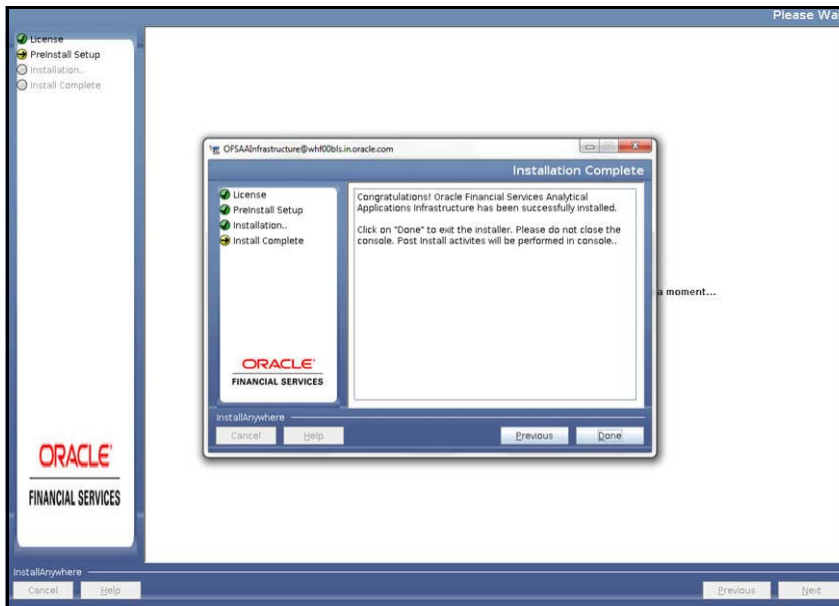 Please Wa
License
PreInstall Setup
Installation..
Install Complete
OFSAAInfrastructure@whf00bls.in.oracle.com
Installation Complete
License
PreInstall Setup
Installation..
Install Complete
Congratulations! Oracle Financial Services Analytical
Applications Infrastructure has been successfully installed.
Click on "Done" to exit the installer. Please do not close the
console. Post Install activites will be performed in console..
a moment...
ORACLE'
FINANCIAL SERVICES
InstallAnywhere
Cancel
Help
Previous
Done
ORACLE'
FINANCIAL SERVICES
InstallAnywhere
Cancel
Help
Previous
Next